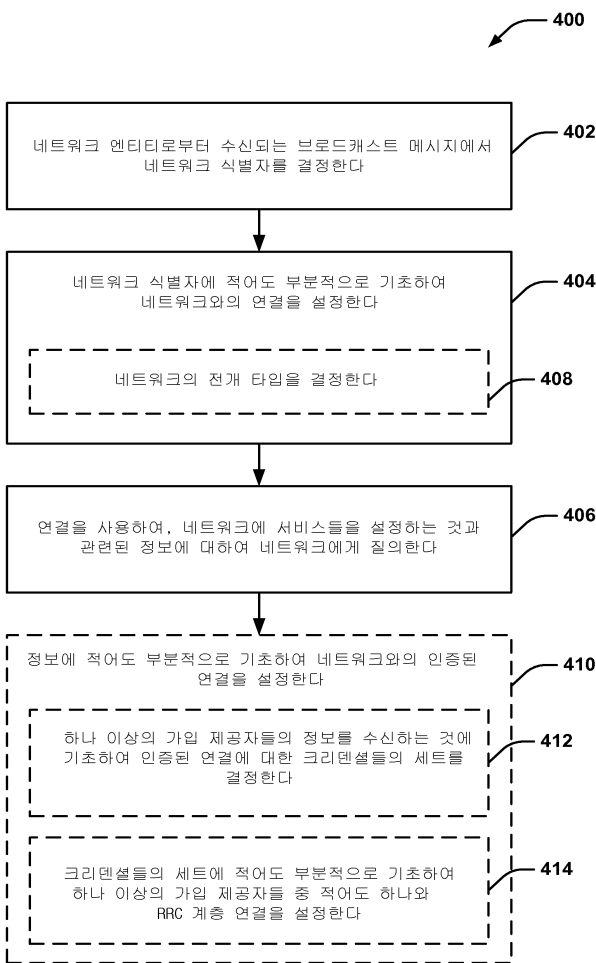 400
네트워크 엔티티로부터 수신되는 브로드캐스트 메시지에서
네트워크 식별자를 결정한다
402
네트워크 식별자에 적어도 부분적으로 기초하여
네트워크와의 연결을 설정한다
404
네트워크의 전개 타입을 결정한다
408
연결을 사용하여, 네트워크에 서비스들을 설정하는 것과
관련된 정보에 대하여 네트워크에게 질의한다
406
정보에 적어도 부분적으로 기초하여 네트워크와의 인증된
연결을 설정한다
410
하나 이상의 가입 제공자들의 정보를 수신하는 것에
기초하여 인증된 연결에 대한 크리덴셜들의 세트를
결정한다
412
크리덴셜들의 세트에 적어도 부분적으로 기초하여
하나 이상의 가입 제공자들 중 적어도 하나와
RRC 계층 연결을 설정한다
414